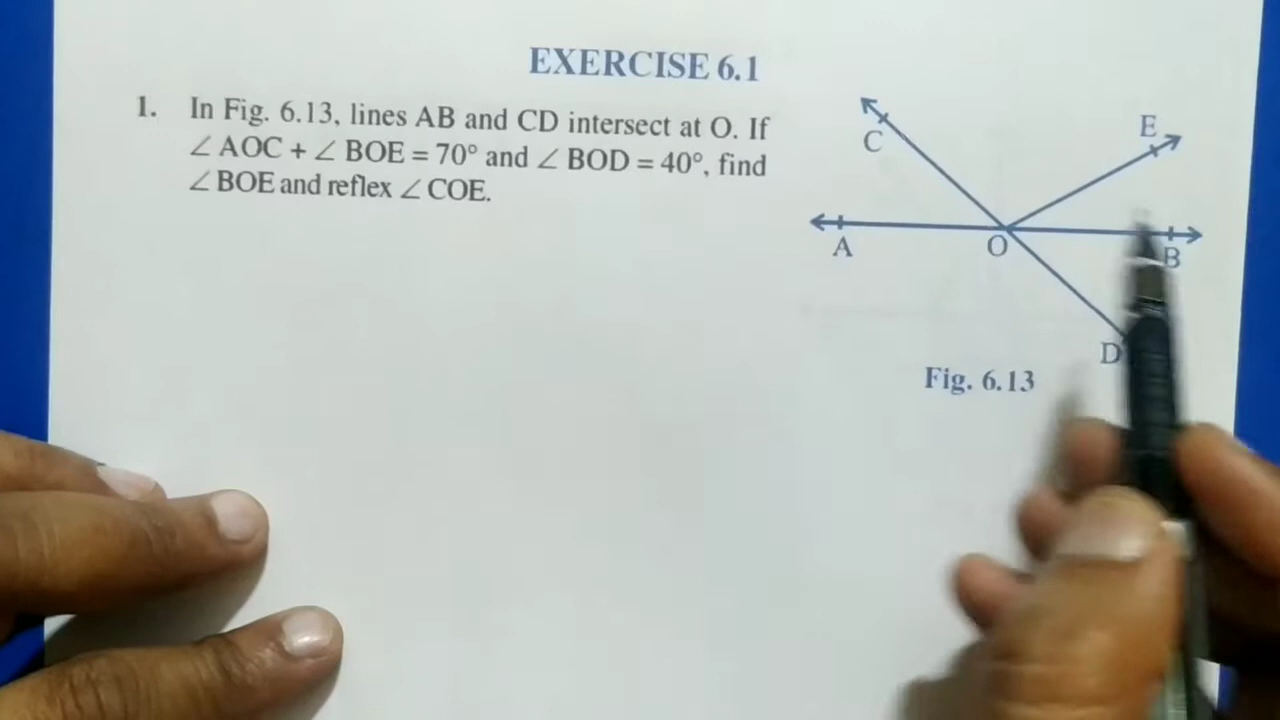 EXERCISE 6.1
1. In Fig. 6.13, lines AB and CD intersect at O. If
∠ AOC + ∠ BOE = 70° and ∠ BOD = 40°, find
∠ BOE and reflex ∠ COE.
C
E
A
O
B
D
Fig. 6.13